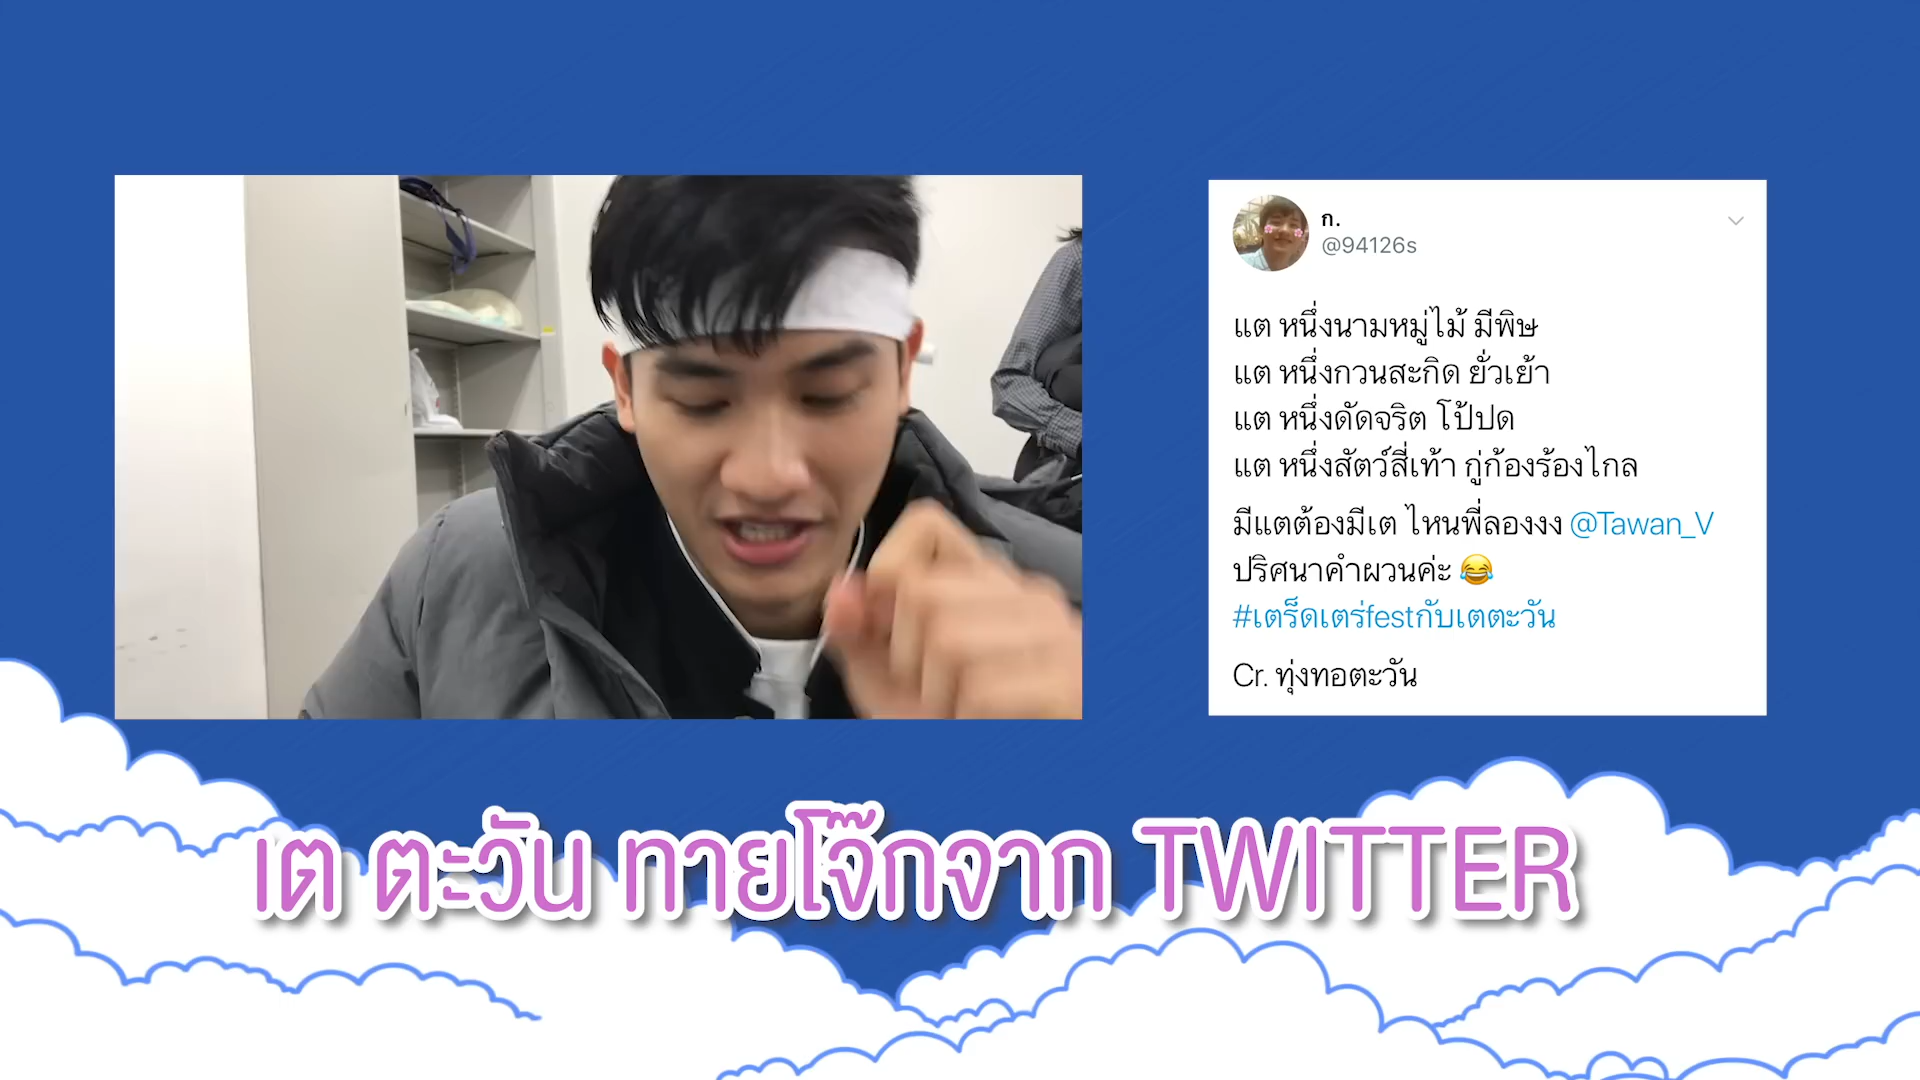 ก.
@94126s
แต หนึ่งนามหมู่ไม้ มีพิษ
แต หนึ่งกวนสะกิด ยั่วเย้า
แต หนึ่งดัดจริต โป้ปด
แต หนึ่งสัตว์สี่เท้า กู่ก้องร้องไกล
มีแตต้องมีเต ไหนพี่ลองงง @Tawan_V
ปริศนาคำผวนค่ะ 😂
#เตร็ดเตร่festกับเตตะวัน
Cr. ทุ่งทอตะวัน
เต ตะวัน ทายโจ๊กจาก TWITTER